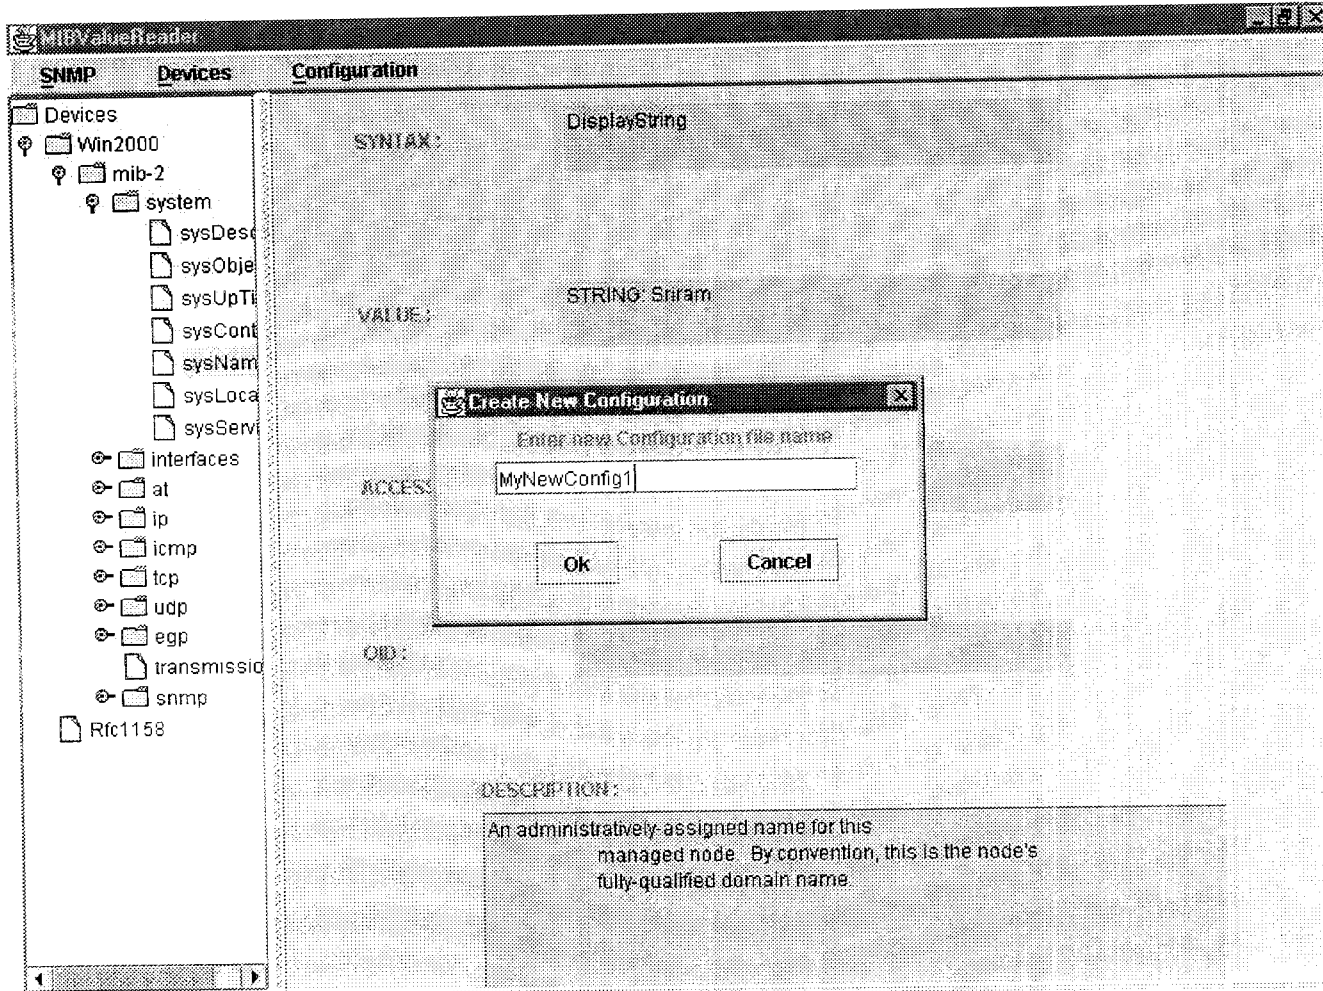 MIBValueReader
SNMP Devices Configuration
Devices
Win2000
mib-2
system
sysDesc
sysObje
sysUpTi
sysCont
sysNam
sysLoca
sysServi
interfaces
at
ip
icmp
tcp
udp
egp
transmissio
snmp
Rfc1158
SYNTAX :
DisplayString
VALUE :
STRING: Sriram
ACCESS
OID :
Create New Configuration
Enter new Configuration file name
MyNewConfig1
Ok Cancel
DESCRIPTION :
An administratively-assigned name for this
managed node. By convention, this is the node's
fully-qualified domain name.